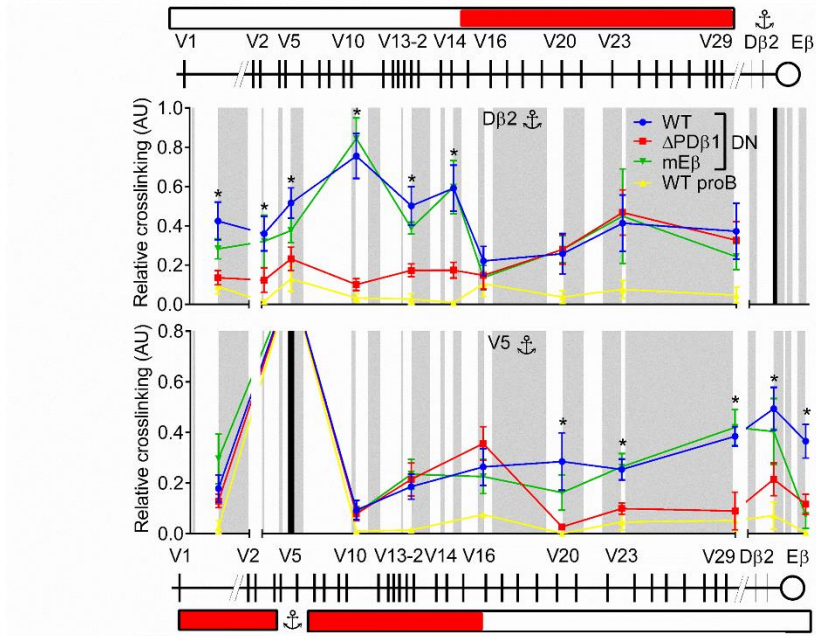 V1 V2 V5 V10 V13-2 V14 V16 V20 V23 V29 Dβ2 Eβ
Relative crosslinking (AU)
1.0
0.8
0.6
0.4
0.2
0.0
Dβ2
WT
ΔPDβ1
mEβ
DN
WT proB
* * * * * *
Relative crosslinking (AU)
0.8
0.6
0.4
0.2
0.0
V5
* * * * *
V1 V2 V5 V10 V13-2 V14 V16 V20 V23 V29 Dβ2 Eβ